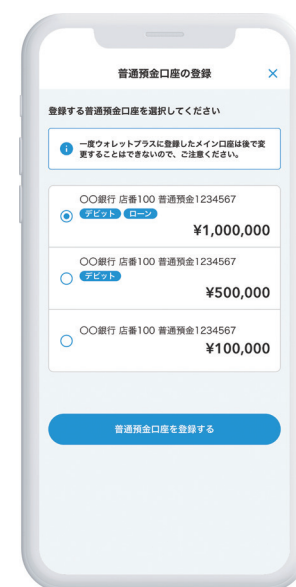 普通預金口座の登録
登録する普通預金口座を選択してください
一度ウォレットプラスに登録したメイン口座は後で変
更することはできないので、ご注意ください。
〇〇銀行 店番100 普通預金1234567
デビット ローン
¥1,000,000
〇〇銀行 店番100 普通預金1234567
デビット
¥500,000
〇〇銀行 店番100 普通預金1234567
¥100,000
普通預金口座を登録する